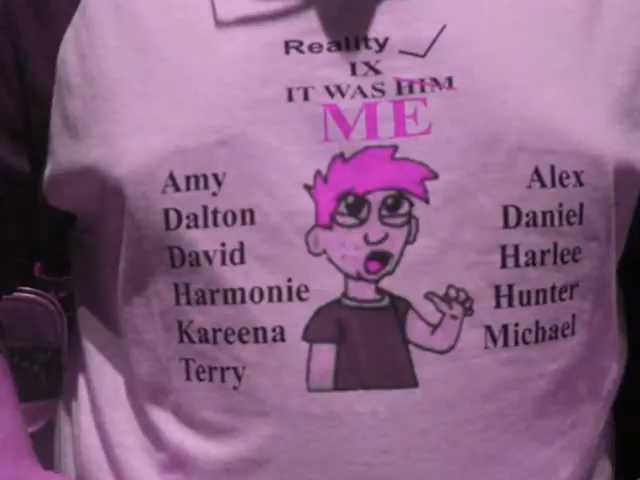 Reality
IX
IT WAS HIM
ME
Amy
Dalton
David
Harmonie
Kareena
Terry
Alex
Daniel
Harlee
Hunter
Michael